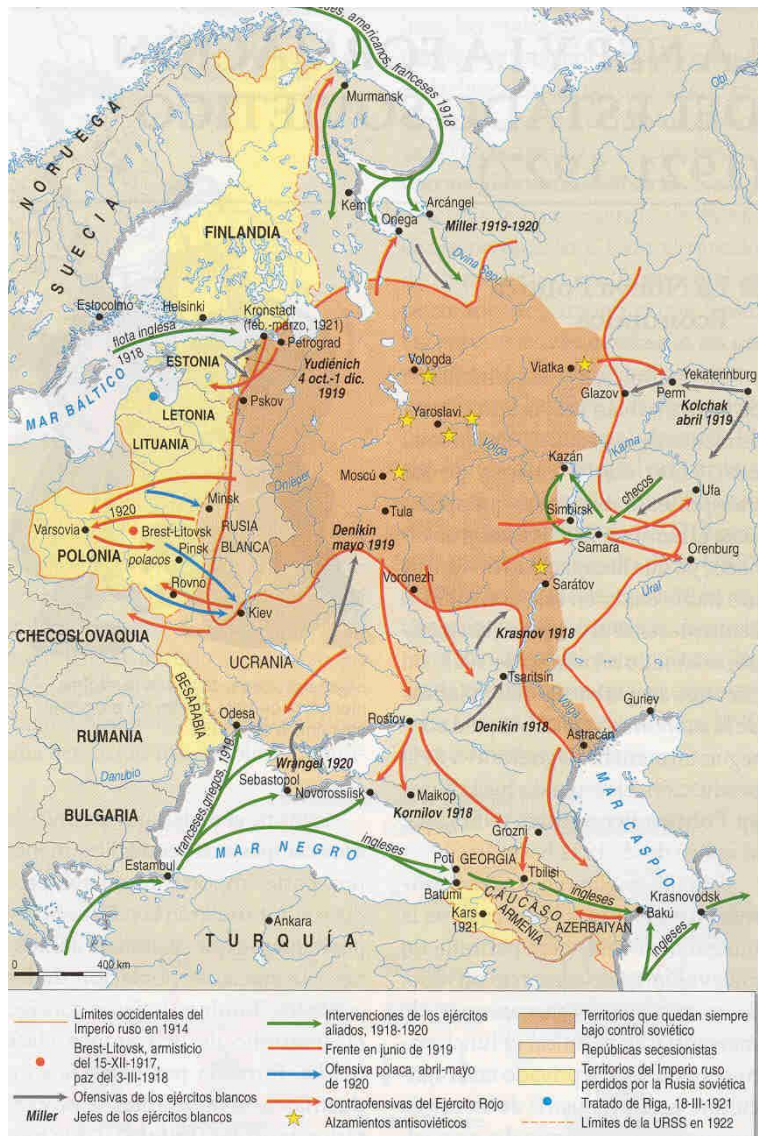 ses, americanos, franceses 1918
Murmansk
Obi
NORUEGA
SUECIA
Kem
Onega
Arcángel
Miller 1919-1920
FINLANDIA
Dvina Sept
Estocolmo
Helsinki
Kronstadt
(feb.-marzo, 1921)
flota inglesa
1918
Petrograd
ESTONIA
Yudiénich
4 oct.-1 dic.
1919
Vologda
Viatka
Yekaterinburg
Perm
Glazov
Kolchak
abril 1919
MAR BÁLTICO
Pskov
LETONIA
Yaroslavl
Volga
LITUANIA
Kazán
Kama
Moscú
Dniéper
checos
Ufa
Minsk
1920
Simbirsk
Varsovia
Brest-Litovsk
RUSIA
BLANCA
Tula
Samara
Orenburg
POLONIA
Pinsk
polacos
Denikin
mayo 1919
Rovno
Voronezh
Sarátov
Ural
Kiev
CHECOSLOVAQUIA
Krasnov 1918
UCRANIA
Tsaritsin
BESARABIA
Guriev
Odesa
Rostov
Denikin 1918
Volga
RUMANIA
Astracán
Wrangel 1920
Danubio
Sebastopol
Novorossiisk
Maikop
Kornilov 1918
MAR CASPIO
BULGARIA
franceses, griegos, 1918
Grozni
MAR NEGRO
ingleses
Poti
GEORGIA
Estambul
Tbilisi
Batumi
ingleses
Krasnovodsk
CAUCASO
Bakú
Ankara
Kars
1921
ARMENIA
AZERBAIYÁN
ingleses
TURQUÍA
0
400 km
Límites occidentales del
Imperio ruso en 1914
Brest-Litovsk, armisticio
del 15-XII-1917,
paz del 3-III-1918
Ofensivas de los ejércitos blancos
Miller Jefes de los ejércitos blancos
Intervenciones de los ejércitos
aliados, 1918-1920
Frente en junio de 1919
Ofensiva polaca, abril-mayo
de 1920
Contraofensivas del Ejército Rojo
Alzamientos antisoviéticos
Territorios que quedan siempre
bajo control soviético
Repúblicas secesionistas
Territorios del Imperio ruso
perdidos por la Rusia soviética
Tratado de Riga, 18-III-1921
Límites de la URSS en 1922